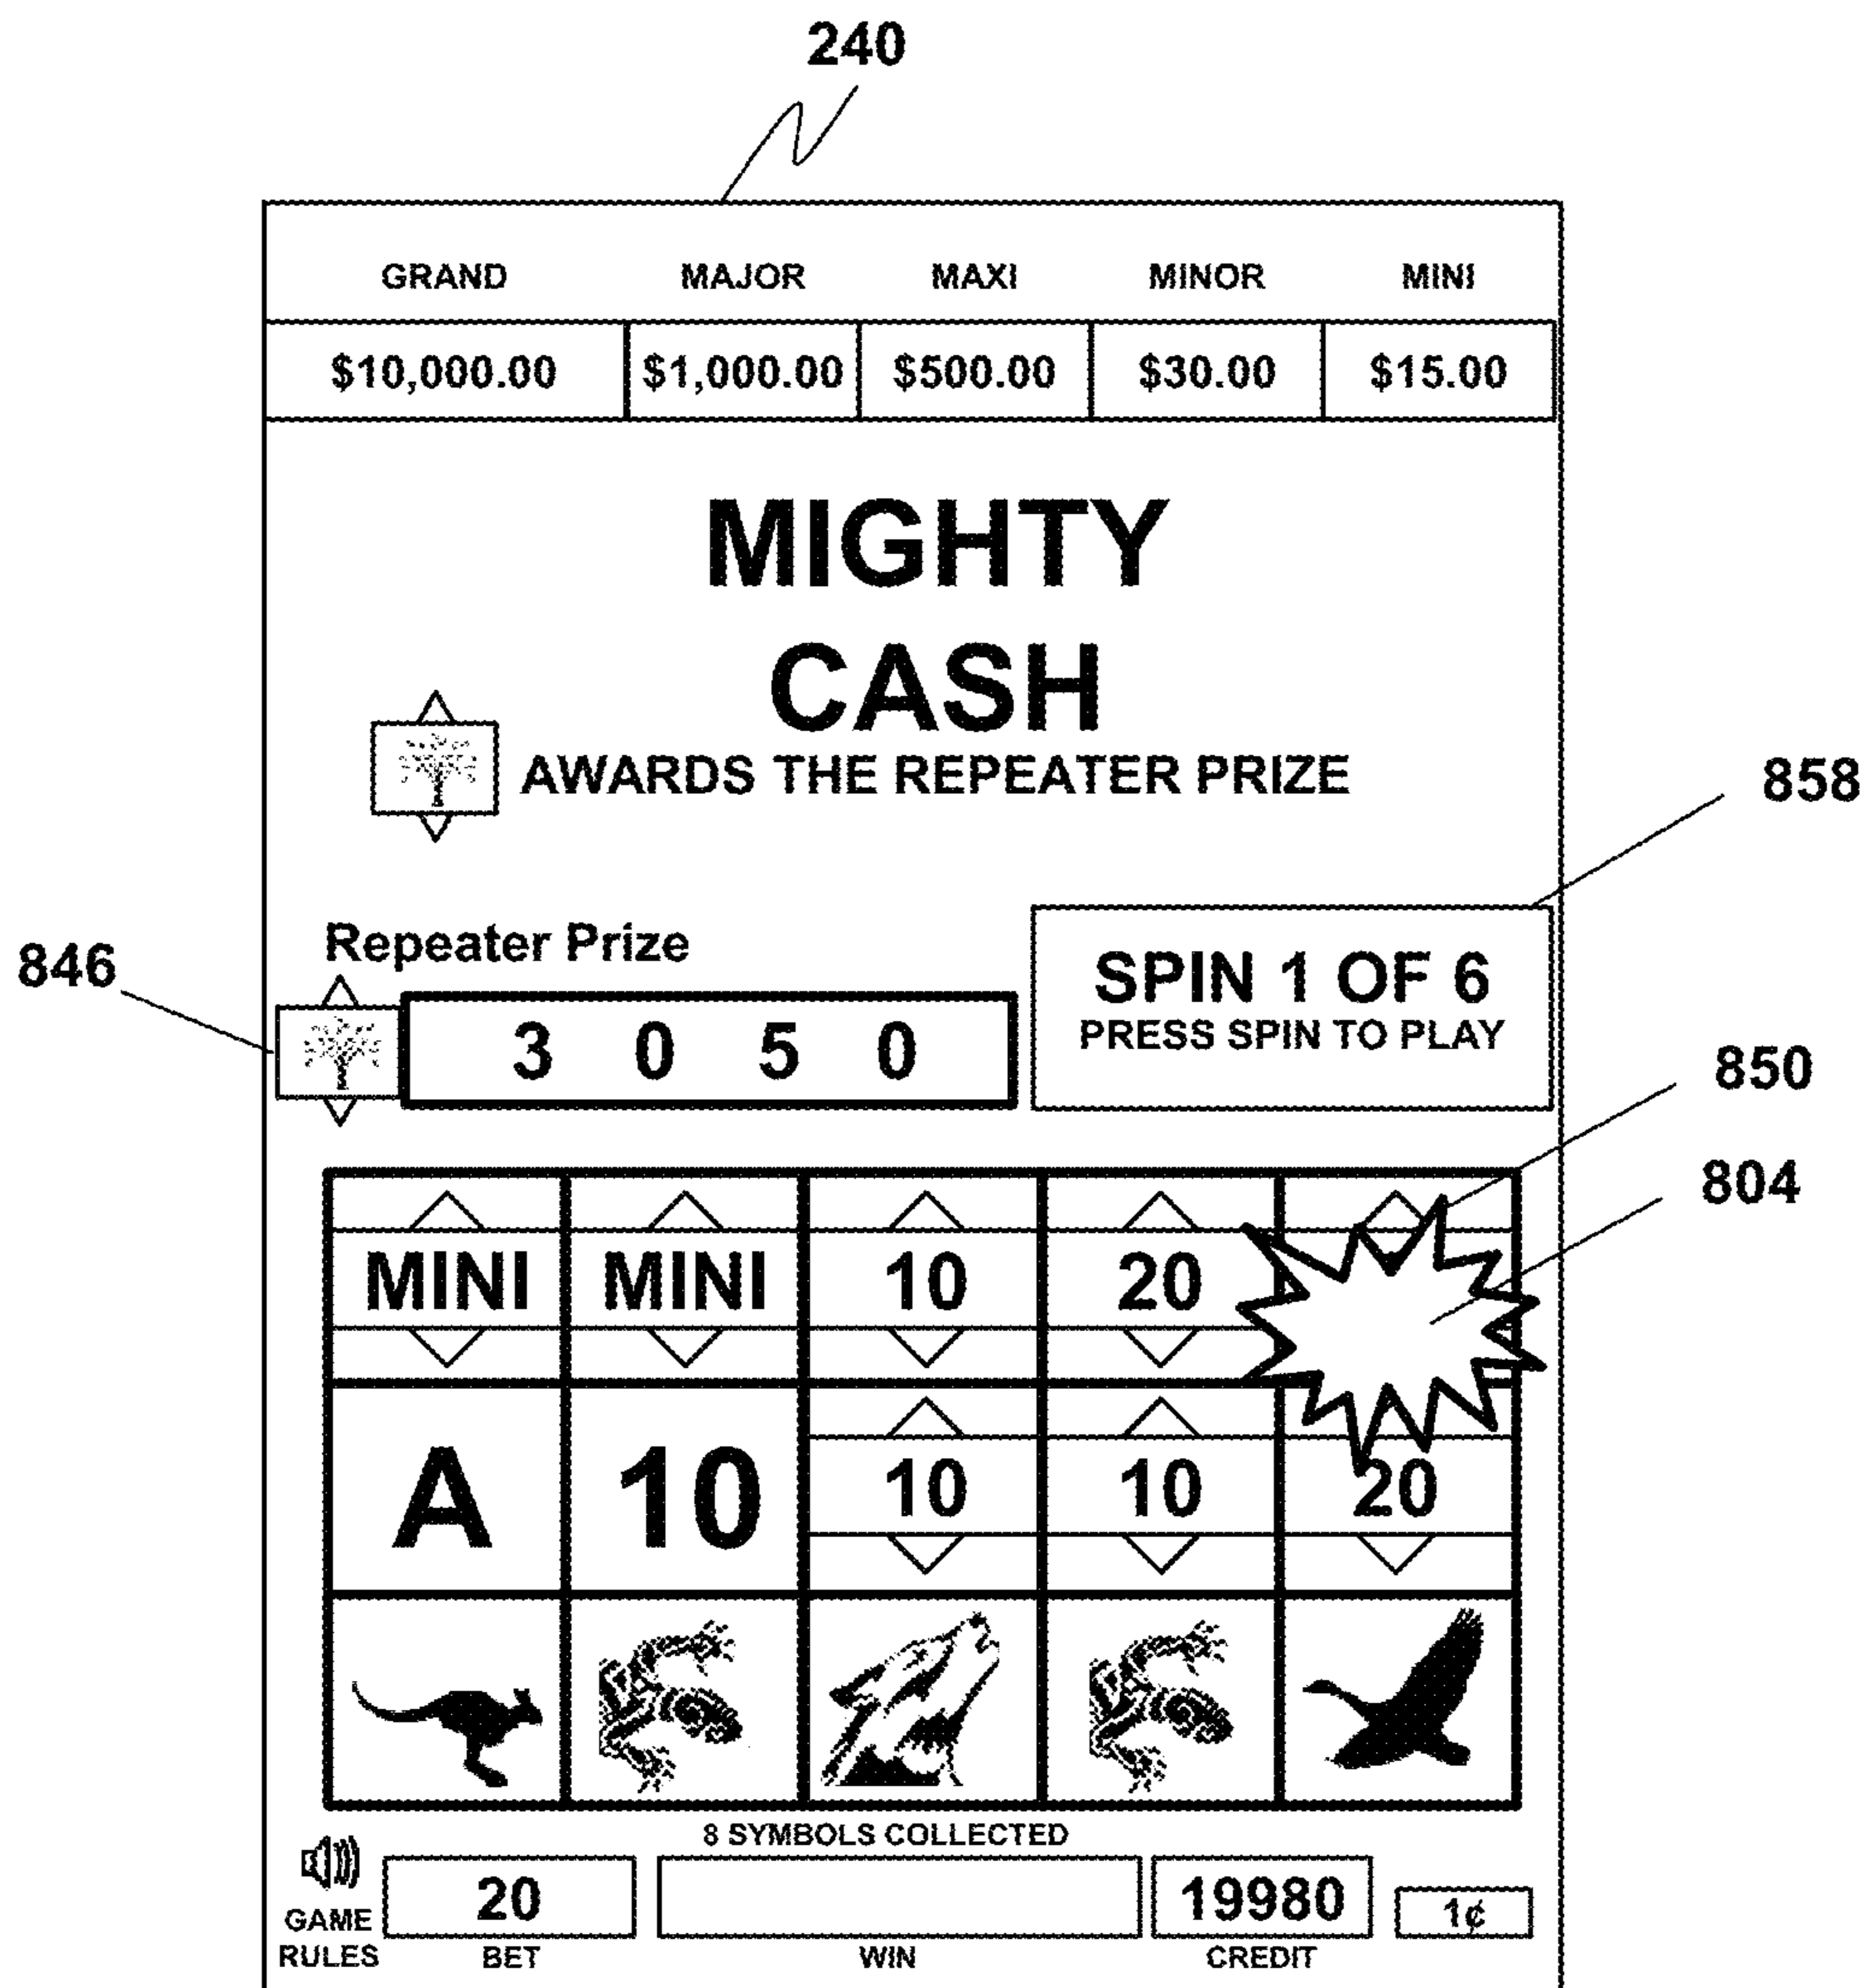 240
GRAND MAJOR MAXI MINOR MINI
$10,000.00 $1,000.00 $500.00 $30.00 $15.00
MIGHTY
CASH
AWARDS THE REPEATER PRIZE
858
Repeater Prize
846
3 0 5 0
SPIN 1 OF 6
PRESS SPIN TO PLAY
850
804
MINI MINI 10 20
A 10 10 10 20
8 SYMBOLS COLLECTED
GAME RULES
20
BET
WIN
19980
CREDIT
1¢